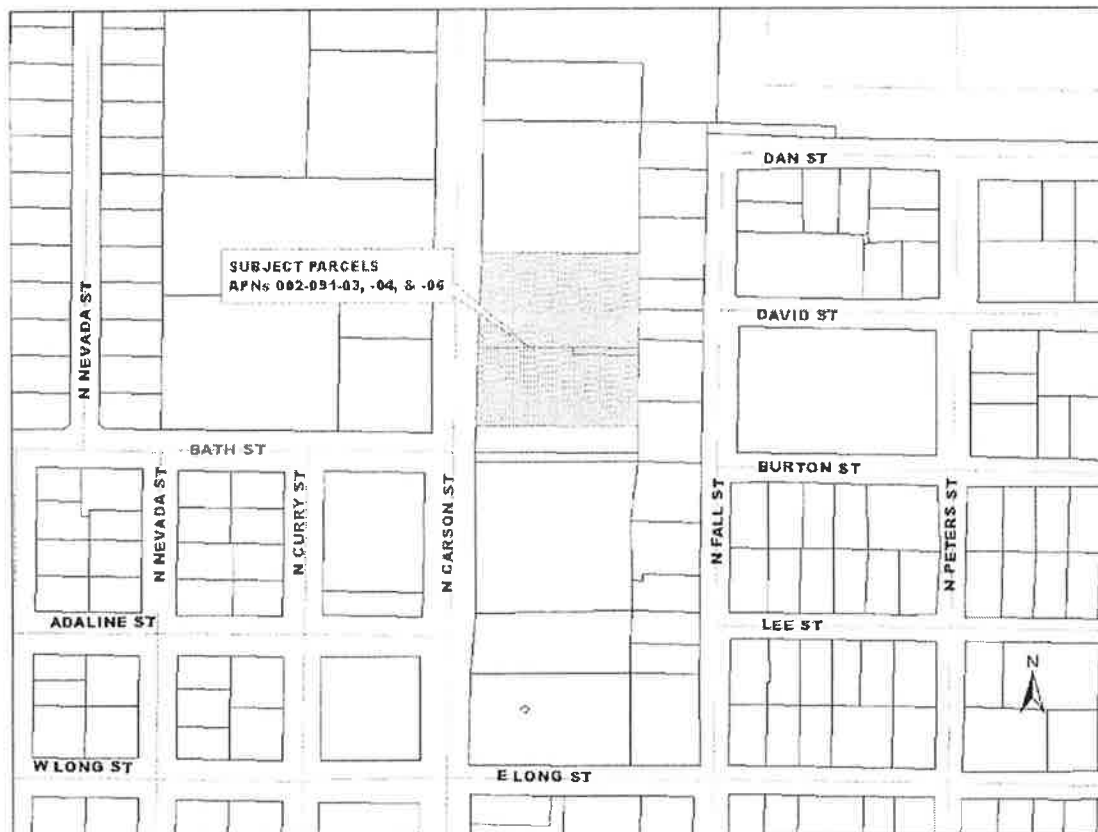 DAN ST
SUBJECT PARCELS
APNs 002-091-03, -04, & -06
N NEVADA ST
DAVID ST
BATH ST
BURTON ST
N NEVADA ST
N CURRY ST
N CARSON ST
N FALL ST
N PETERS ST
ADALINE ST
LEE ST
N
W LONG ST
E LONG ST